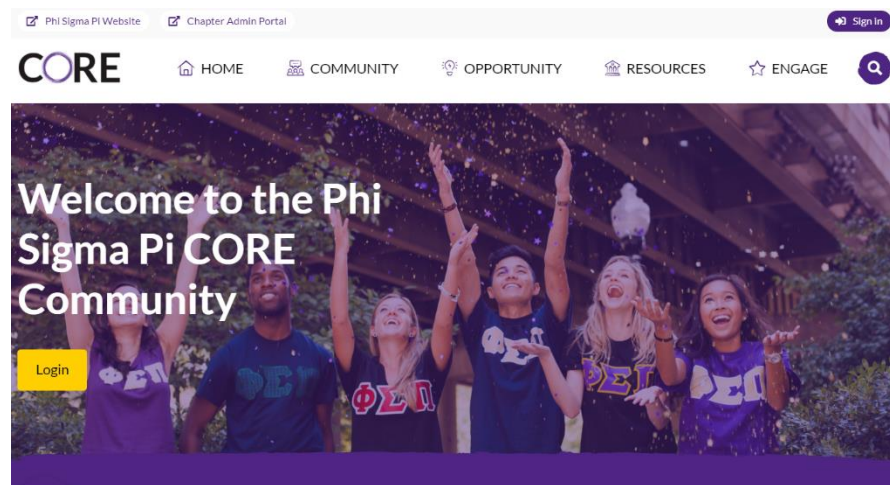 Phi Sigma Pi Website
Chapter Admin Portal
Sign In
CORE
HOME
COMMUNITY
OPPORTUNITY
RESOURCES
ENGAGE
Welcome to the Phi
Sigma Pi CORE
Community
Login
ΦΣΠ
ΦΣΠ
ΦΣΠ
ΦΣΠ
ΦΣΠ
ΦΣΠ